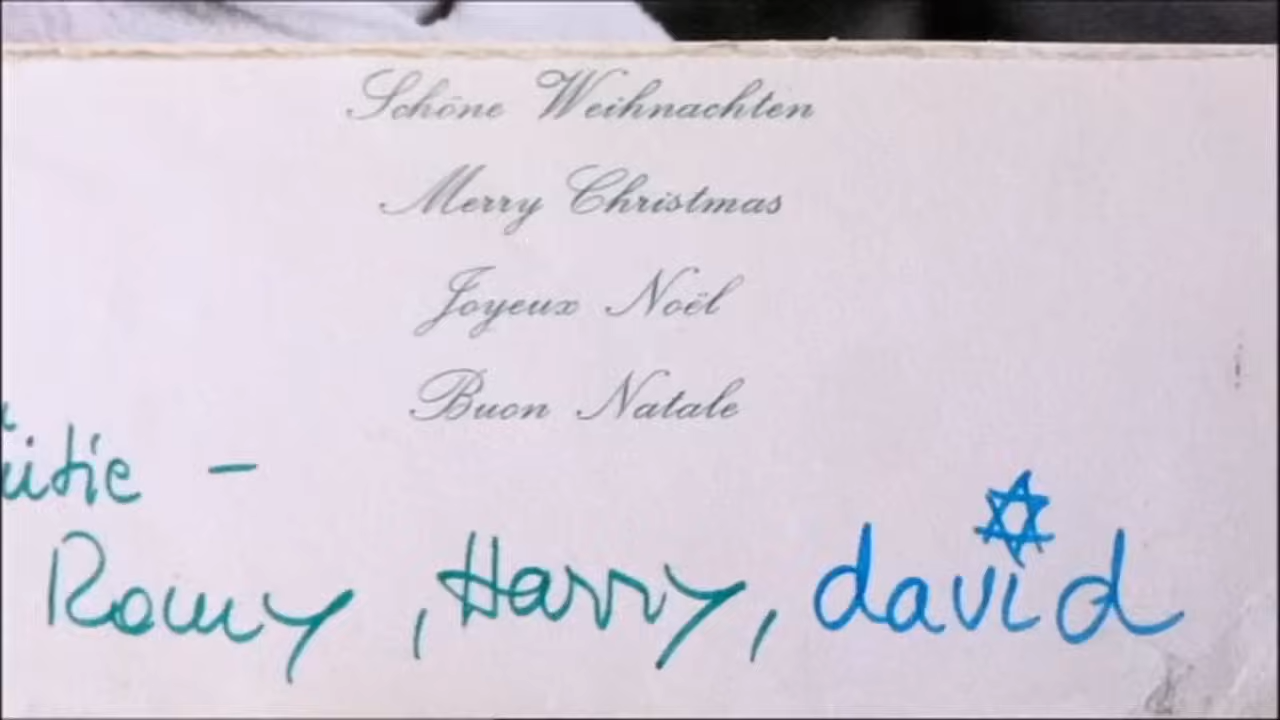 Schöne Weihnachten
Merry Christmas
Joyeux Noël
Buon Natale
Romy, Harry, david